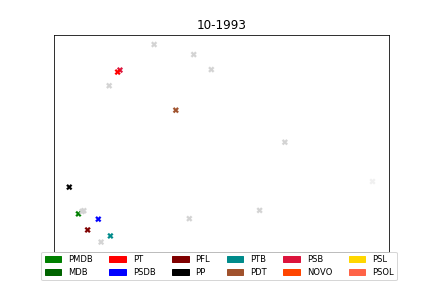 10-1993
PMDB PT PFL PTB PSB PSL
MDB PSDB PP PDT NOVO PSOL